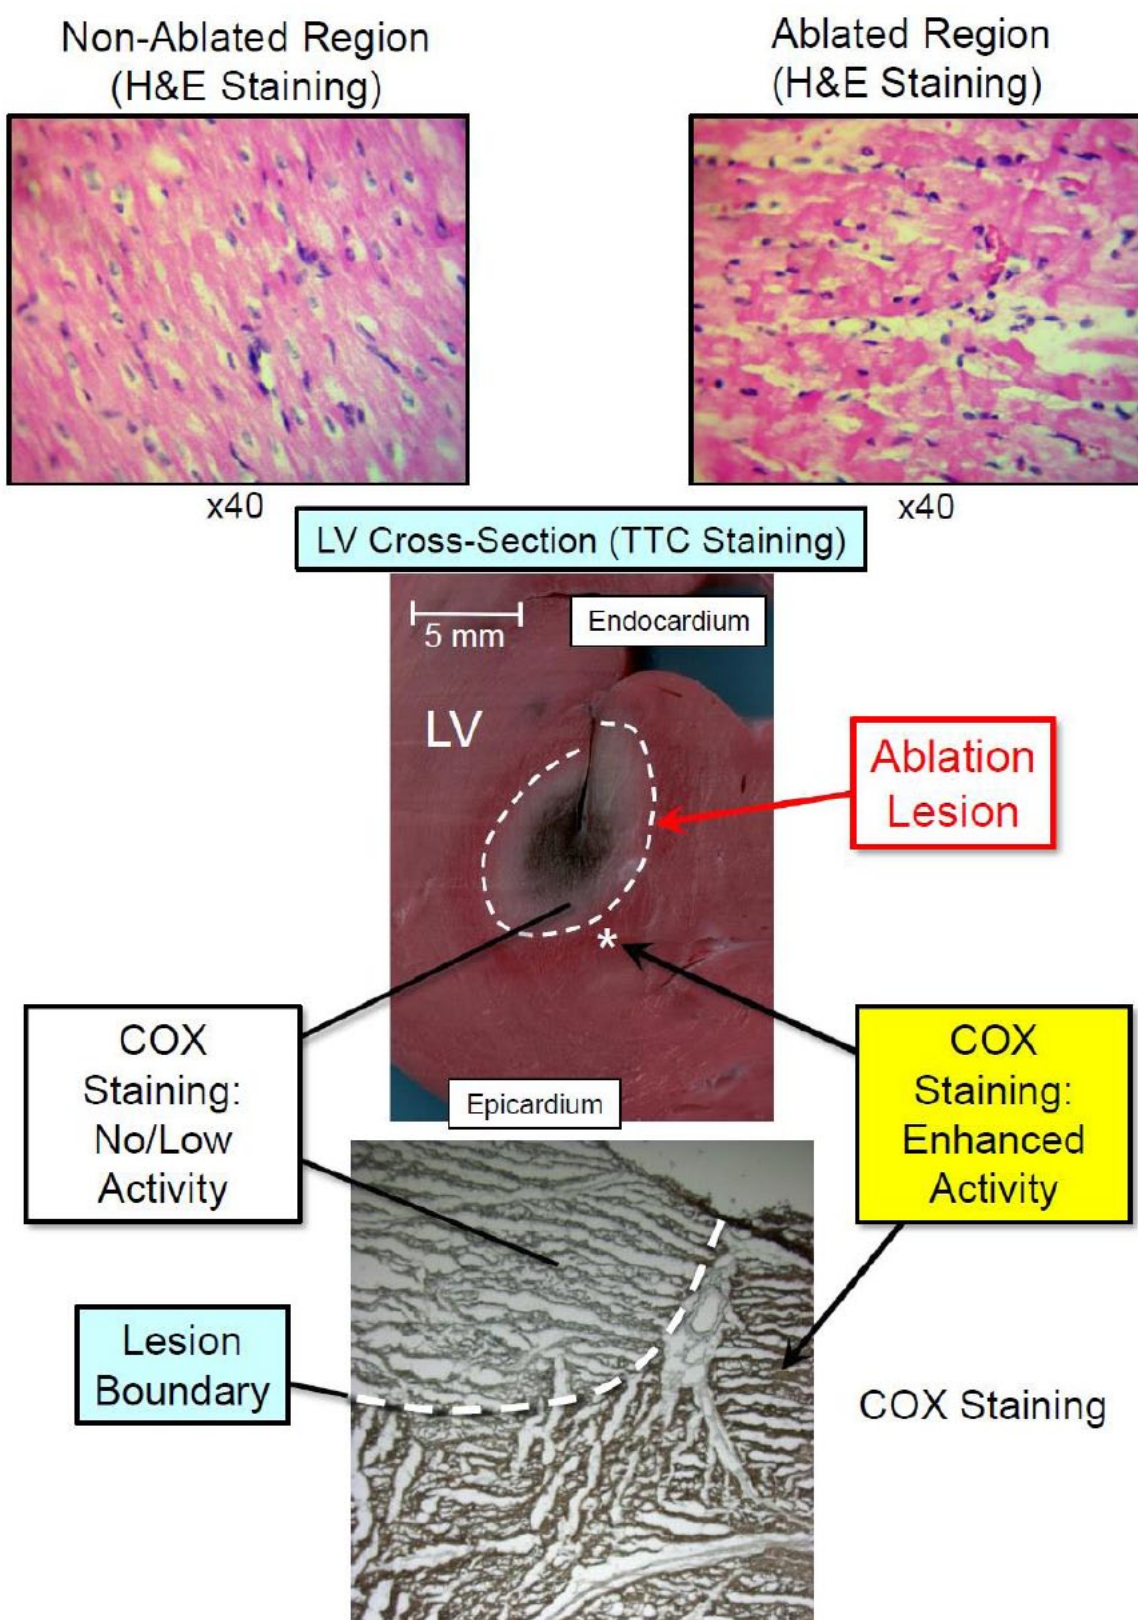 Non-Ablated Region
(H&E Staining)
Ablated Region
(H&E Staining)
x40
x40
LV Cross-Section (TTC Staining)
5 mm
Endocardium
LV
Ablation
Lesion
*
COX
Staining:
No/Low
Activity
COX
Staining:
Enhanced
Activity
Epicardium
Lesion
Boundary
COX Staining